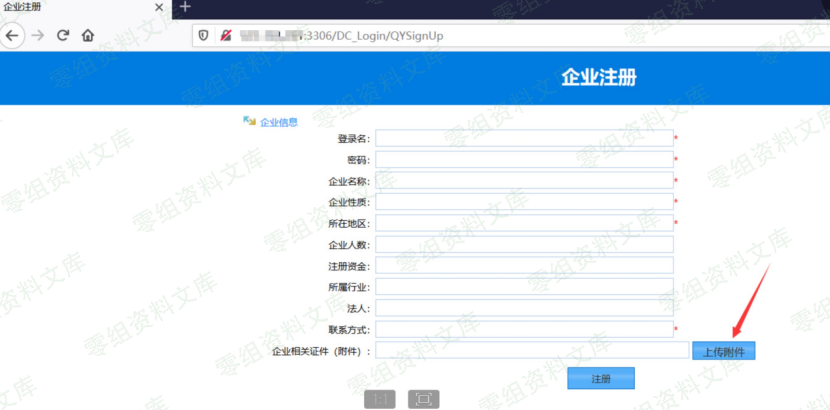 企业注册
:3306/DC_Login/QYSignUp
企业注册
企业信息
登录名: *
密码: *
企业名称: *
企业性质: *
所在地区: *
企业人数:
注册资金:
所属行业:
法人:
联系方式: *
企业相关证件（附件）: 上传附件
注册
1:1
零组资料文库